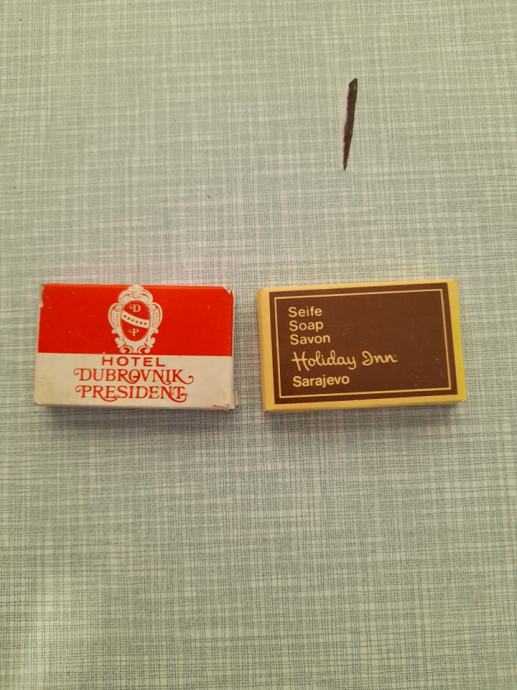 D
P
HOTEL
DUBROVNIK
PRESIDENT
Seife
Soap
Savon
Holiday Inn
Sarajevo